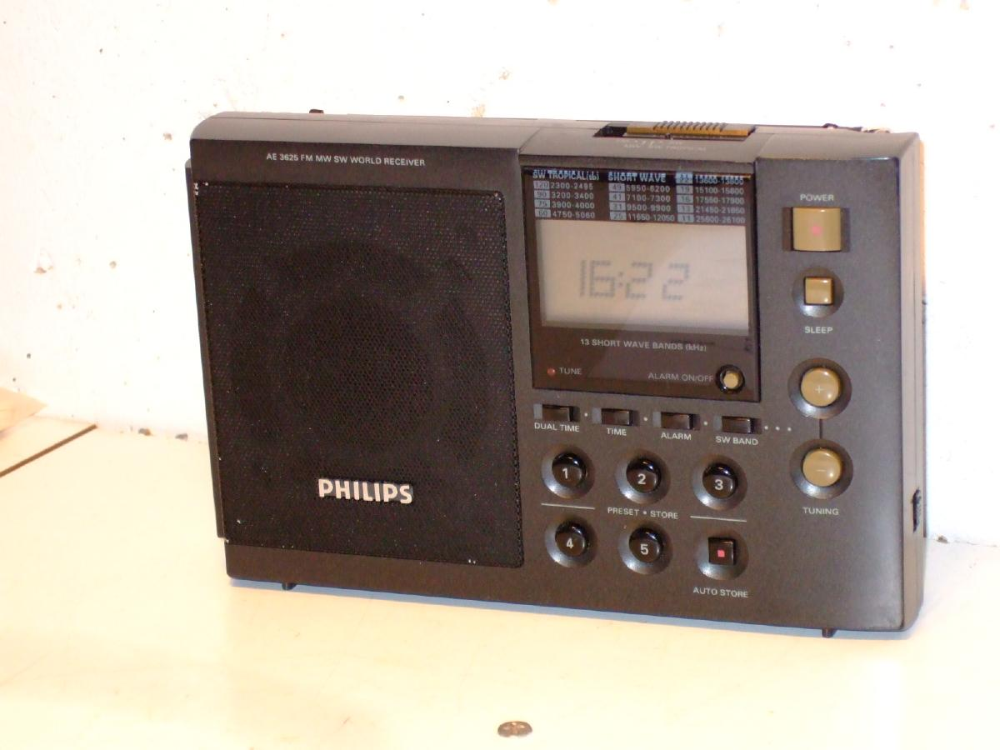 AE 3625 FM MW SW WORLD RECEIVER
SW TROPICAL(kHz) SHORT WAVE 22 13600-13800
120 2300-2495 49 5950-6200 19 15100-15600
90 3200-3400 41 7100-7300 16 17550-17900
75 3900-4000 31 9500-9900 13 21450-21850
60 4750-5060 25 11650-12050 11 25600-26100
16:22
13 SHORT WAVE BANDS (kHz)
TUNE
ALARM ON/OFF
POWER
SLEEP
+
−
TUNING
DUAL TIME TIME ALARM SW BAND
1 2 3
PRESET • STORE
4 5
AUTO STORE
PHILIPS